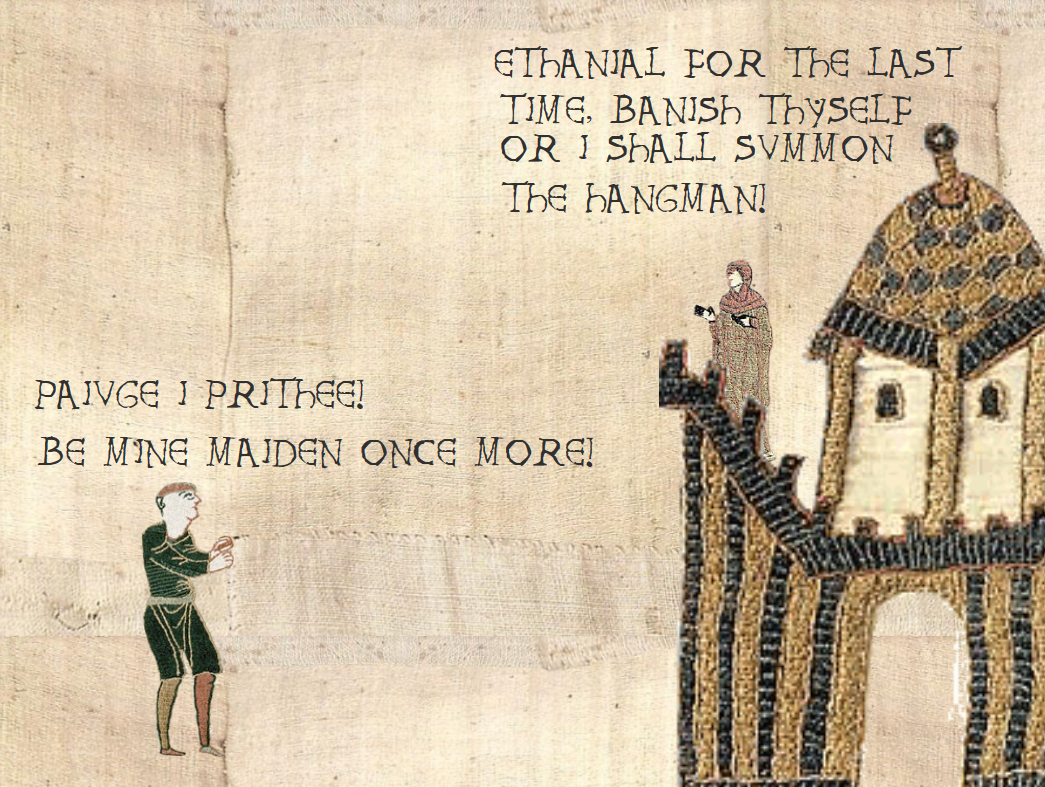 ETHANIAL FOR THE LAST
TIME, BANISH THYSELF
OR I SHALL SVMMON
THE HANGMAN!
PAIVGE I PRITHEE!
BE MINE MAIDEN ONCE MORE!